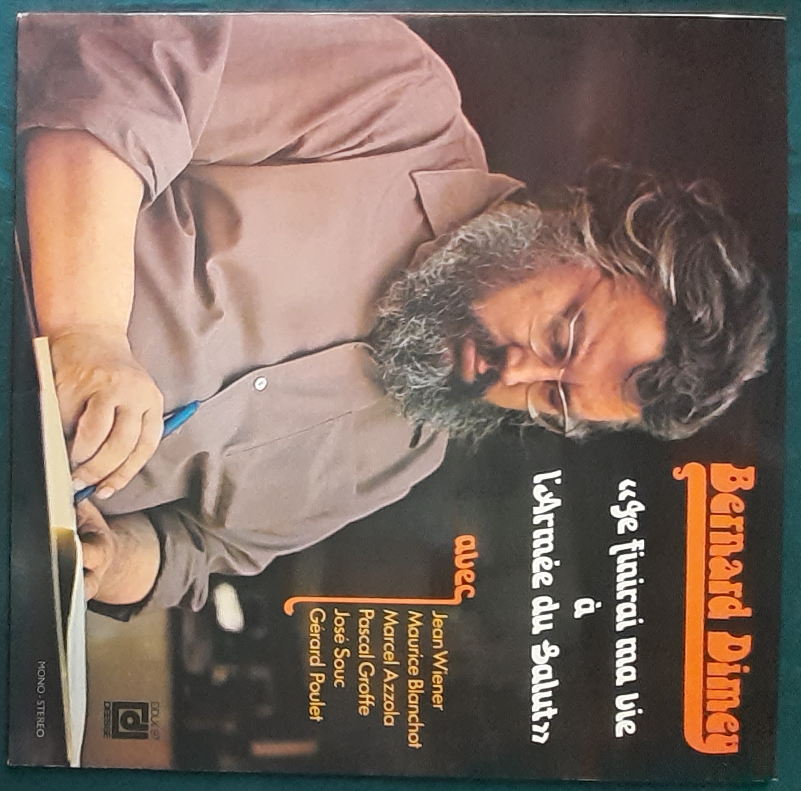 Bernard Dimey
«Je finirai ma vie
à
l'Armée du Salut»
avec
Jean Wiener
Maurice Blanchot
Marcel Azzola
Pascal Groffe
José Souc
Gérard Poulet
DEESSE
MONO - STEREO